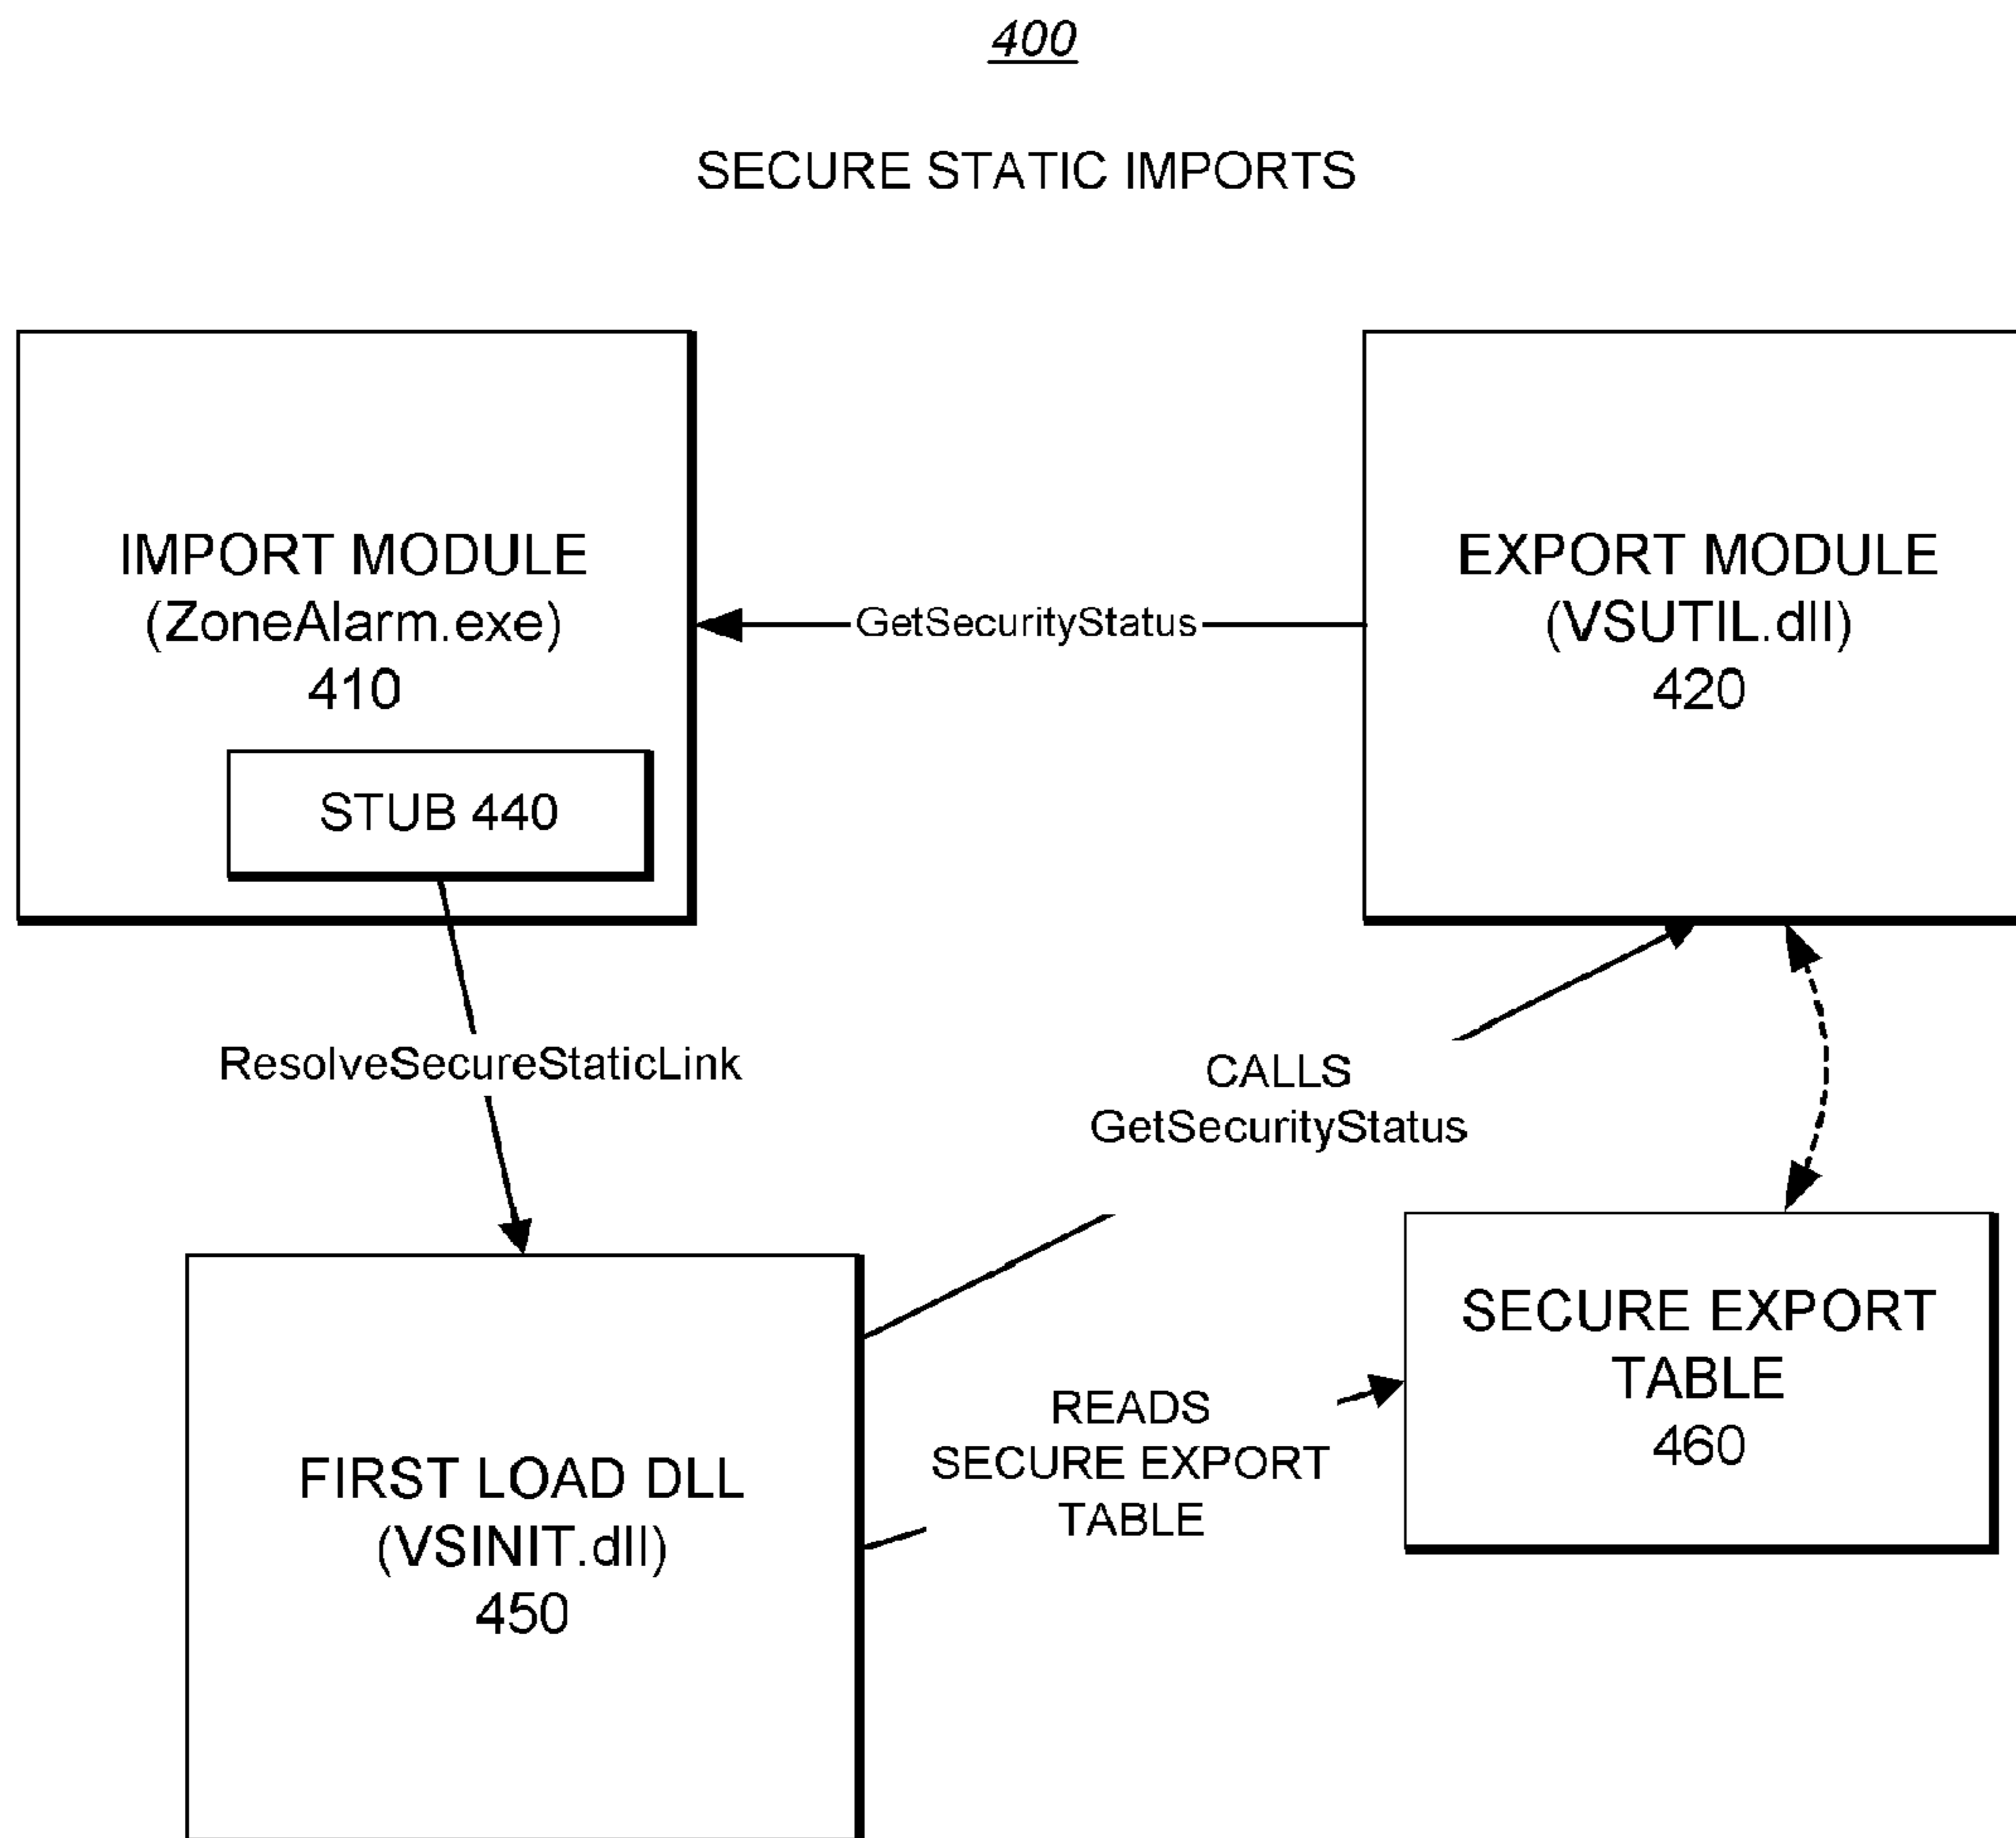 400
SECURE STATIC IMPORTS
IMPORT MODULE
(ZoneAlarm.exe)
410
STUB 440
GetSecurityStatus
EXPORT MODULE
(VSUTIL.dll)
420
ResolveSecureStaticLink
CALLS
GetSecurityStatus
FIRST LOAD DLL
(VSINIT.dll)
450
READS
SECURE EXPORT
TABLE
SECURE EXPORT
TABLE
460